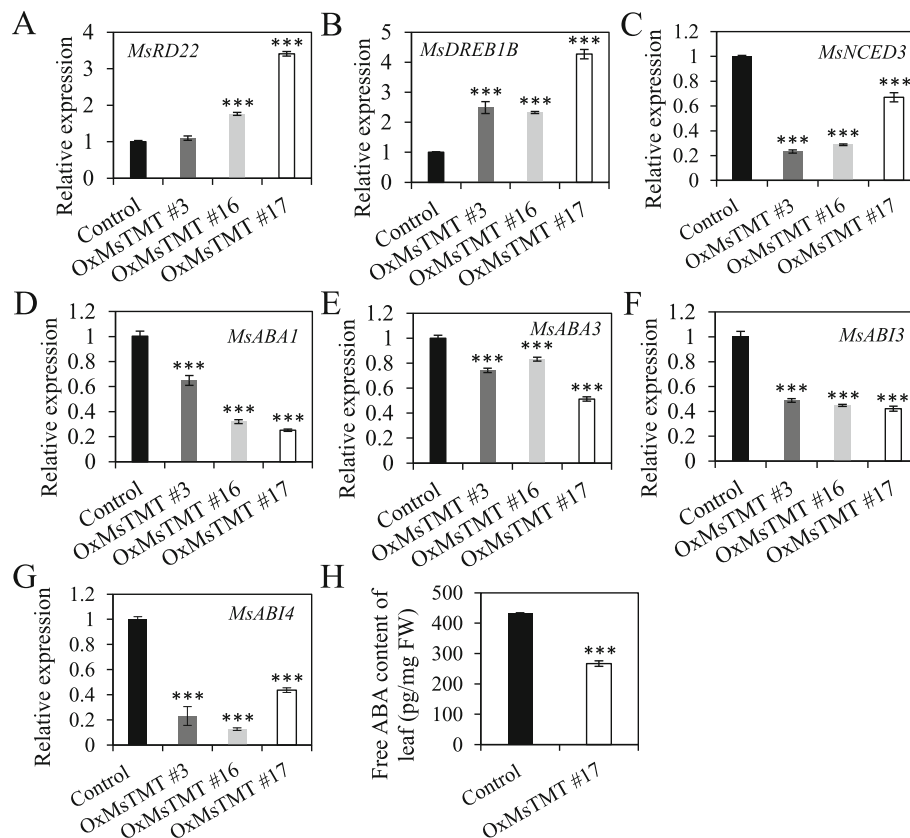 A
MsRD22
Relative expression
4
3
2
1
0
***
***
Control
OxMsTMT #3
OxMsTMT #16
OxMsTMT #17
B
MsDREB1B
Relative expression
5
4
3
2
1
0
***
***
***
Control
OxMsTMT #3
OxMsTMT #16
OxMsTMT #17
C
MsNCED3
Relative expression
1.2
1
0.8
0.6
0.4
0.2
0
***
***
***
Control
OxMsTMT #3
OxMsTMT #16
OxMsTMT #17
D
MsABA1
Relative expression
1.2
1
0.8
0.6
0.4
0.2
0
***
***
***
Control
OxMsTMT #3
OxMsTMT #16
OxMsTMT #17
E
MsABA3
Relative expression
1.2
1
0.8
0.6
0.4
0.2
0
***
***
***
Control
OxMsTMT #3
OxMsTMT #16
OxMsTMT #17
F
MsABI3
Relative expression
1.2
1
0.8
0.6
0.4
0.2
0
***
***
***
Control
OxMsTMT #3
OxMsTMT #16
OxMsTMT #17
G
MsABI4
Relative expression
1.2
1
0.8
0.6
0.4
0.2
0
***
***
***
Control
OxMsTMT #3
OxMsTMT #16
OxMsTMT #17
H
Free ABA content of
leaf (pg/mg FW)
500
400
300
200
100
0
***
Control
OxMsTMT #17